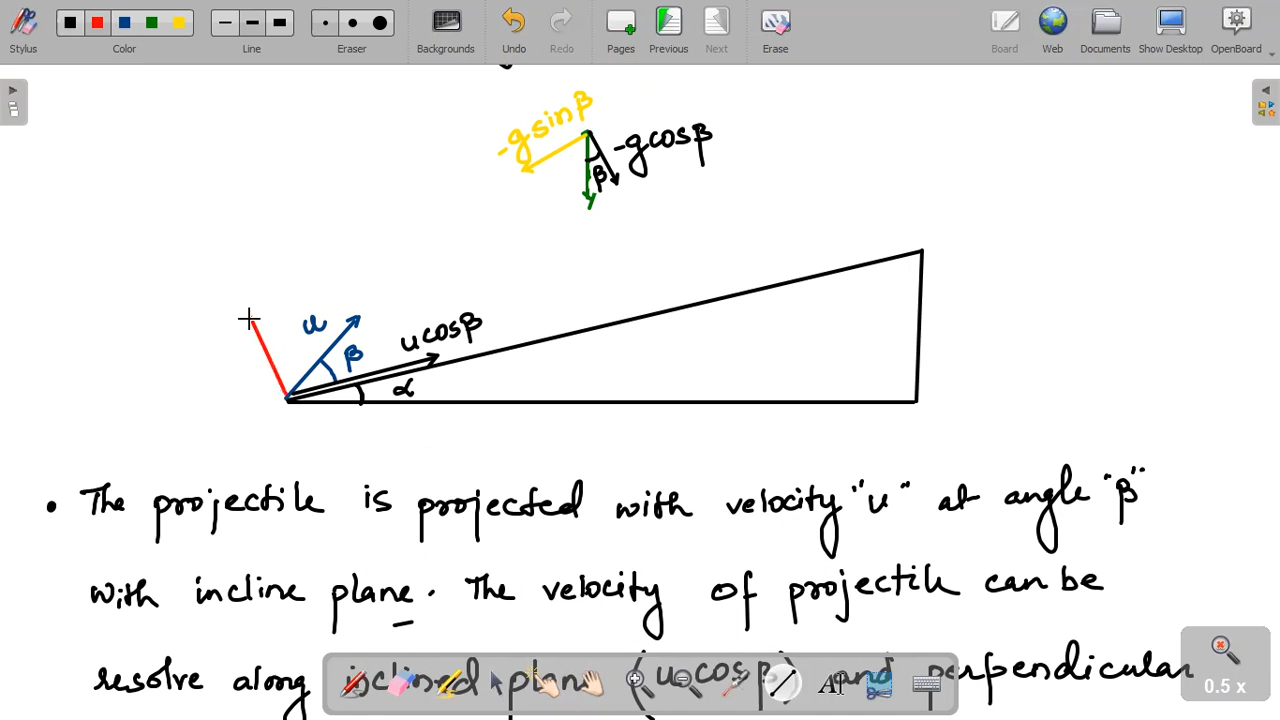 Stylus Color Line Eraser Backgrounds Undo Redo Pages Previous Next Erase Board Web Documents Show Desktop OpenBoard
-gsinβ
-gcosβ
β
u
β
ucosβ
α
• The projectile is projected with velocity "u" at angle "β"
with incline plane. The velocity of projectile can be
resolve along inclined plane (ucosβ) and perpendicular
0.5 x